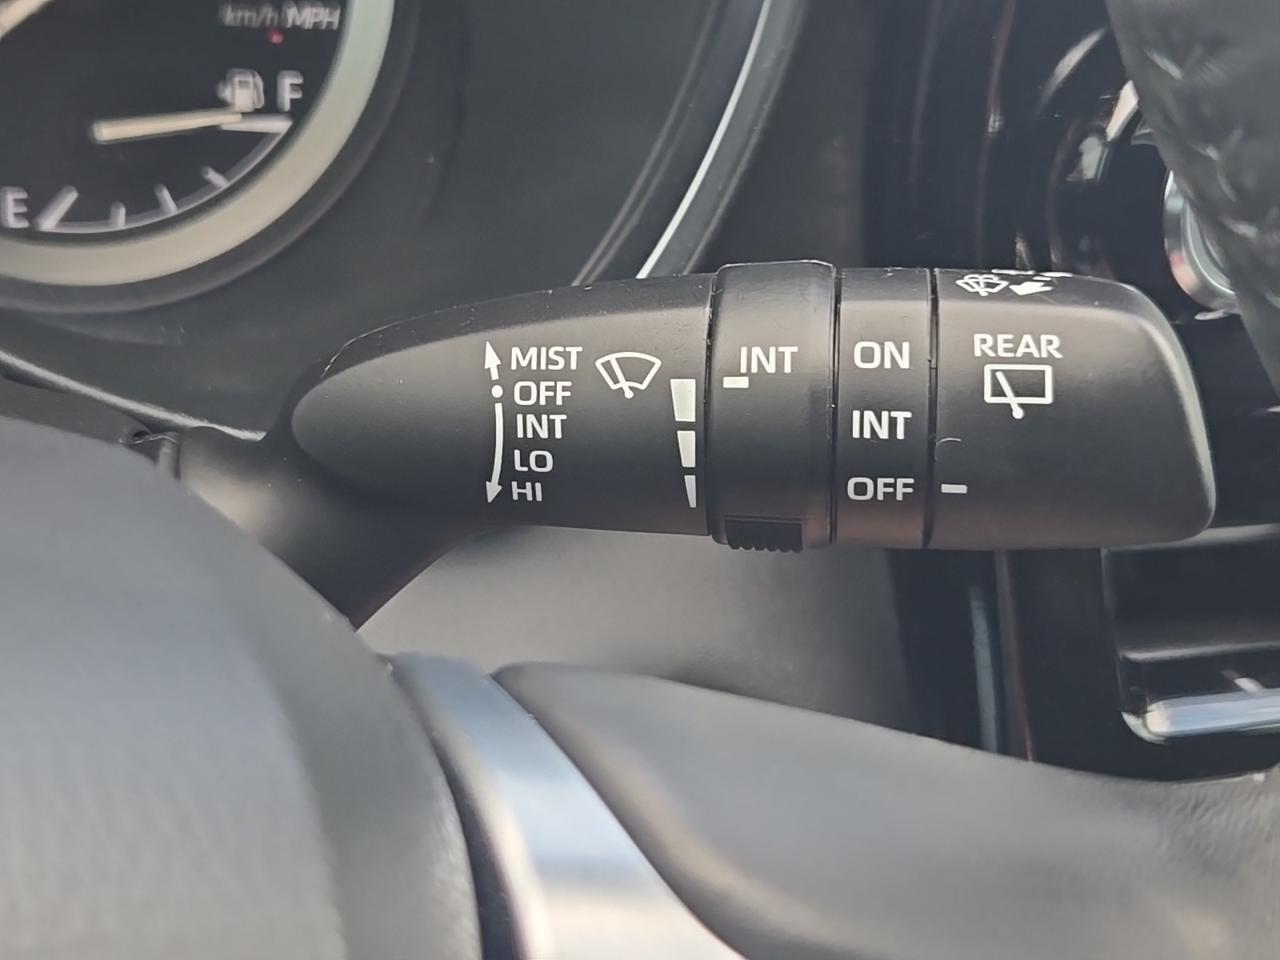 km/h MPH
F
E
MIST
OFF
INT
LO
HI
INT
ON
INT
OFF
REAR